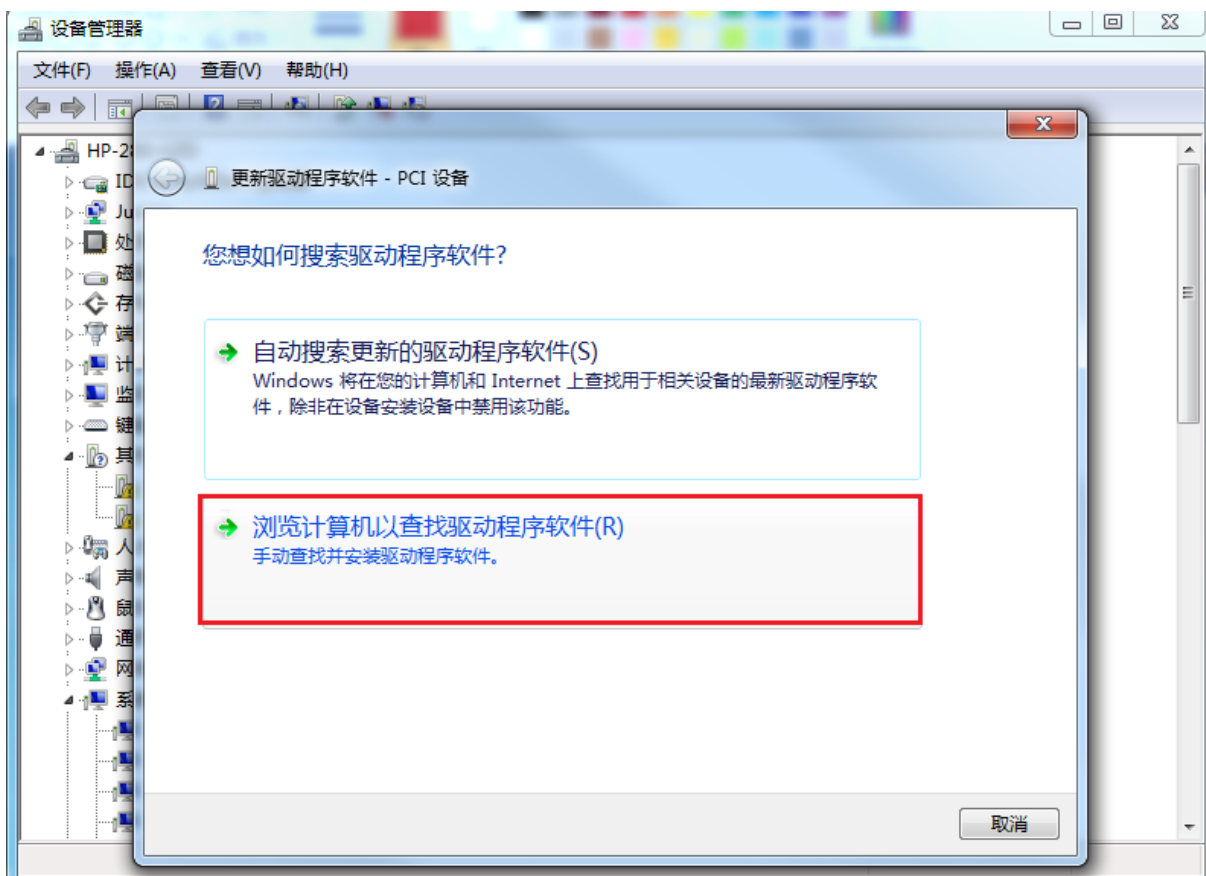 设备管理器
文件(F) 操作(A) 查看(V) 帮助(H)
HP-2
ID
更新驱动程序软件 - PCI 设备
Ju
处
您想如何搜索驱动程序软件?
磁
存
端
自动搜索更新的驱动程序软件(S)
计
Windows 将在您的计算机和 Internet 上查找用于相关设备的最新驱动程序软
监
件，除非在设备安装设备中禁用该功能。
键
其
浏览计算机以查找驱动程序软件(R)
人
手动查找并安装驱动程序软件。
声
鼠
通
网
系
取消